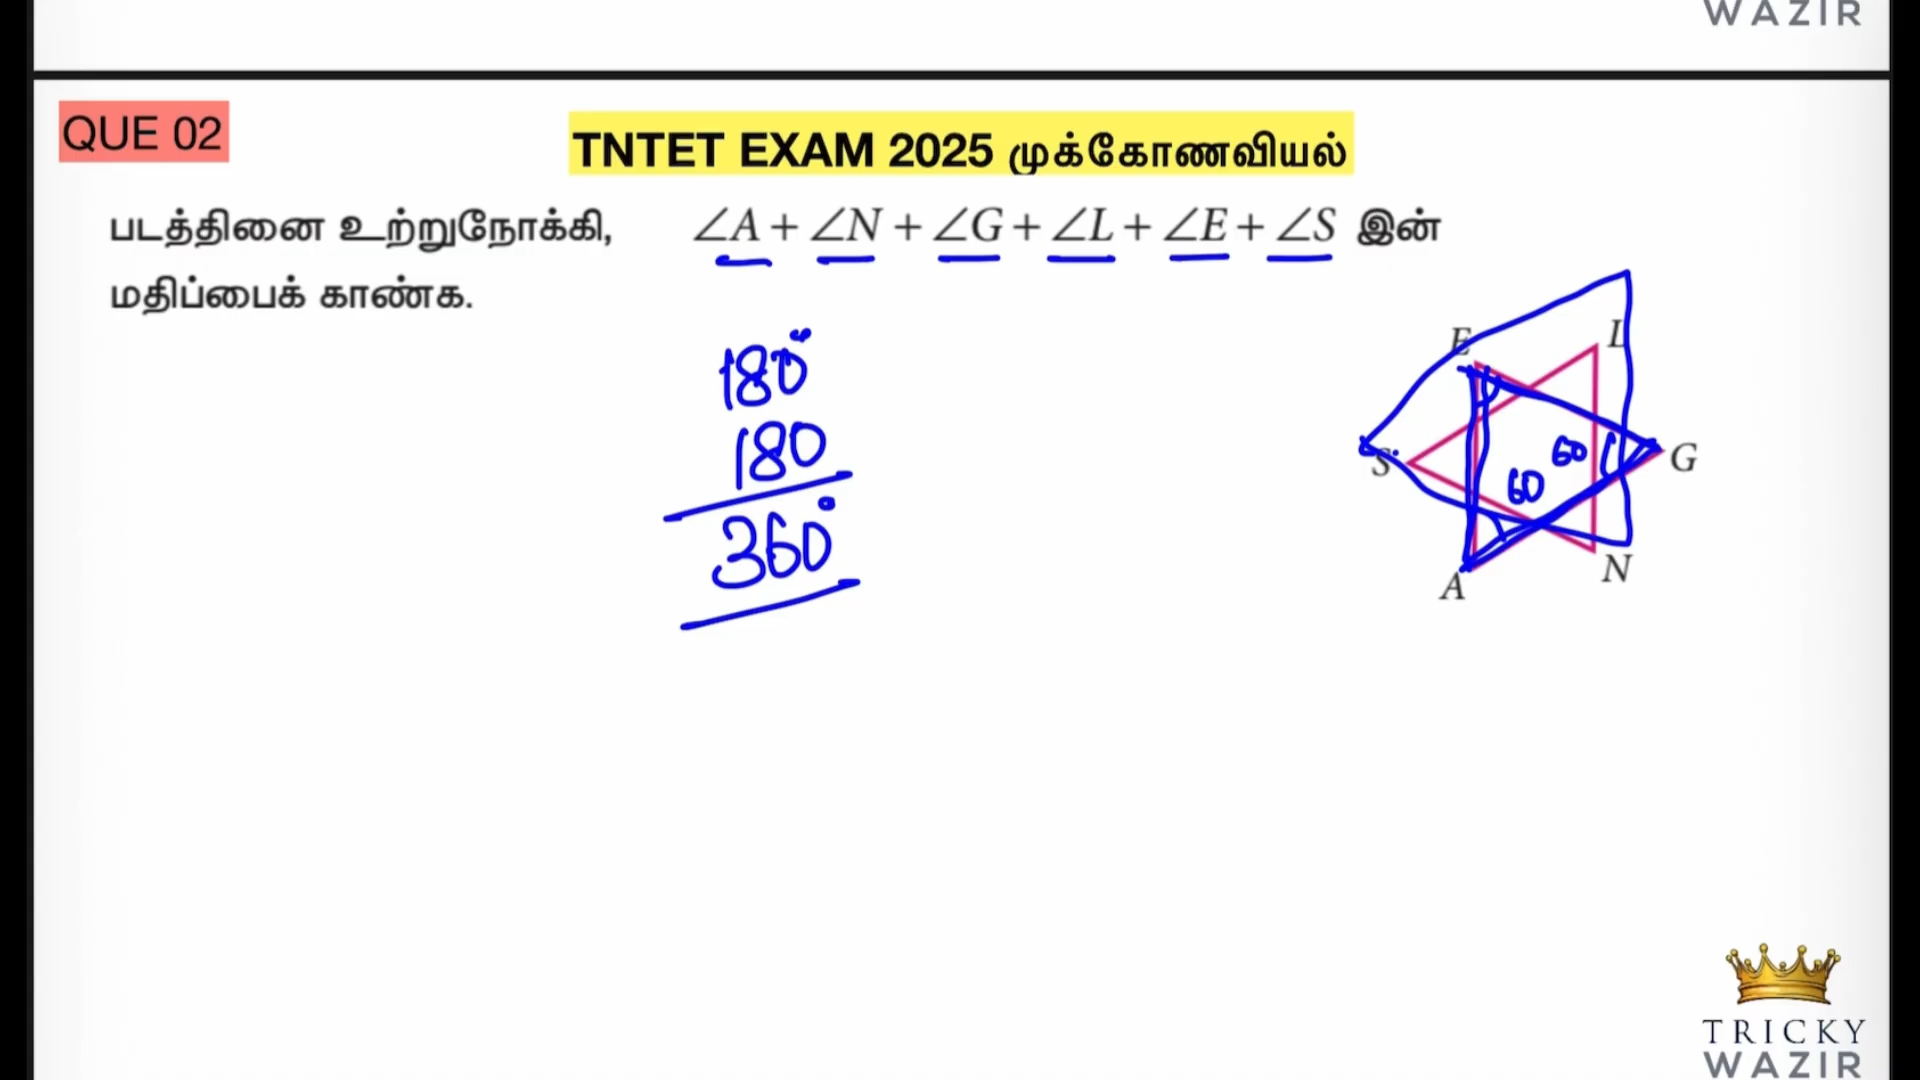 WAZIR
QUE 02
TNTET EXAM 2025 முக்கோணவியல்
படத்தினை உற்றுநோக்கி, ∠A + ∠N + ∠G + ∠L + ∠E + ∠S இன்
மதிப்பைக் காண்க.
180°
180
360°
E
L
S
G
60
60
A
N
TRICKY
WAZIR